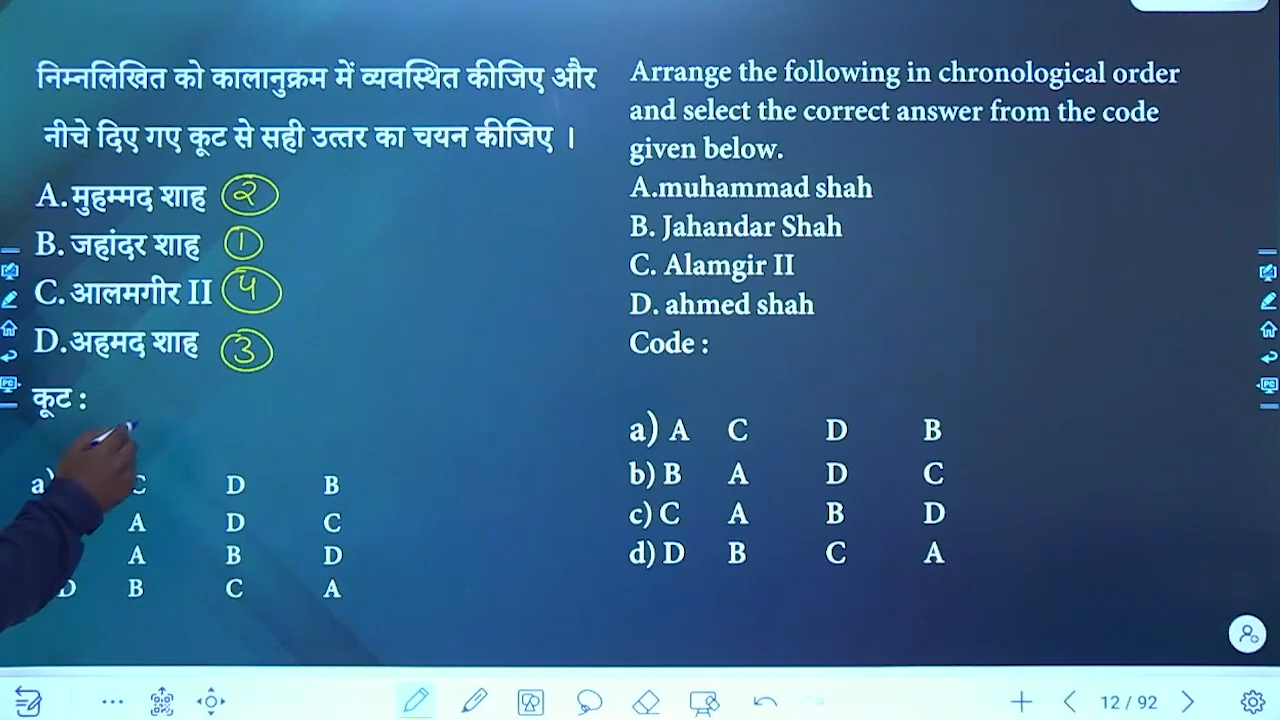 निम्नलिखित को कालानुक्रम में व्यवस्थित कीजिए और
नीचे दिए गए कूट से सही उत्तर का चयन कीजिए ।
A. मुहम्मद शाह २
B. जहांदर शाह 1
C. आलमगीर II 4
D. अहमद शाह 3
कूट :
a) C D B
A D C
A B D
D B C A
Arrange the following in chronological order
and select the correct answer from the code
given below.
A.muhammad shah
B. Jahandar Shah
C. Alamgir II
D. ahmed shah
Code :
a) A C D B
b) B A D C
c) C A B D
d) D B C A
12 / 92